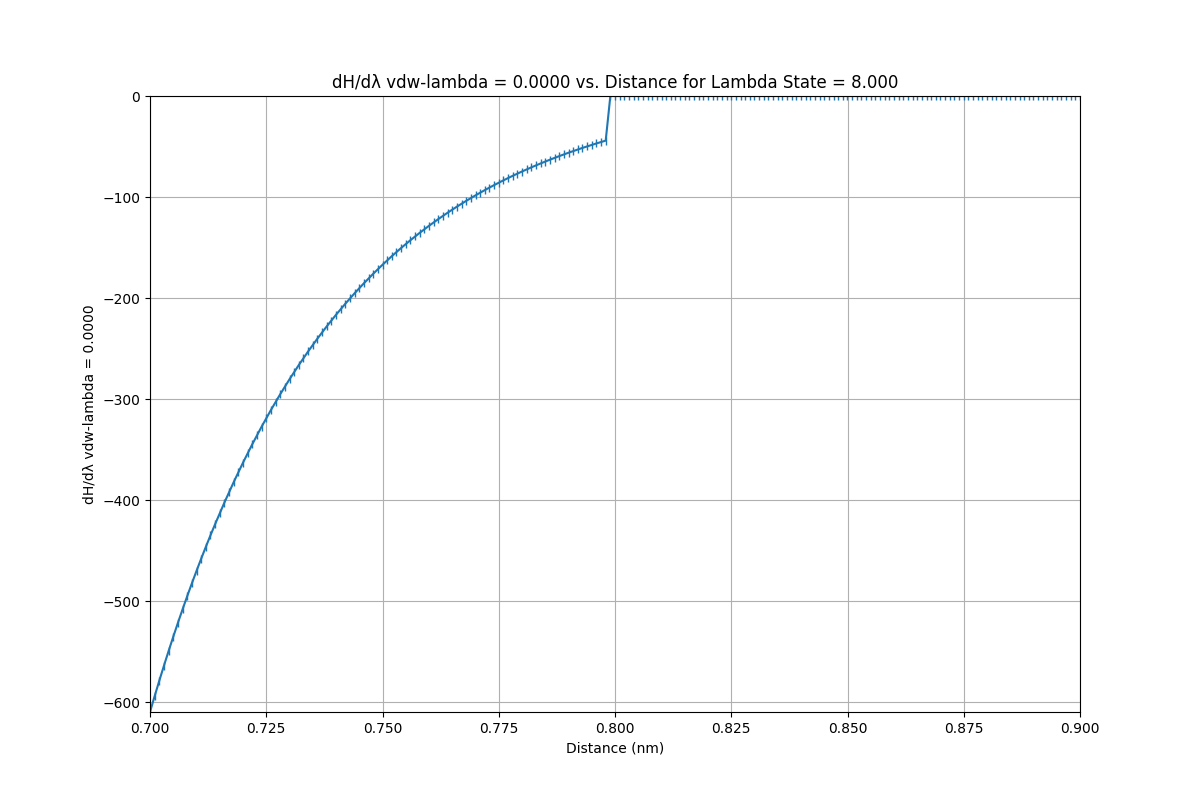 dH/dλ vdw-lambda = 0.0000 vs. Distance for Lambda State = 8.000
dH/dλ vdw-lambda = 0.0000
0
−100
−200
−300
−400
−500
−600
0.700 0.725 0.750 0.775 0.800 0.825 0.850 0.875 0.900
Distance (nm)